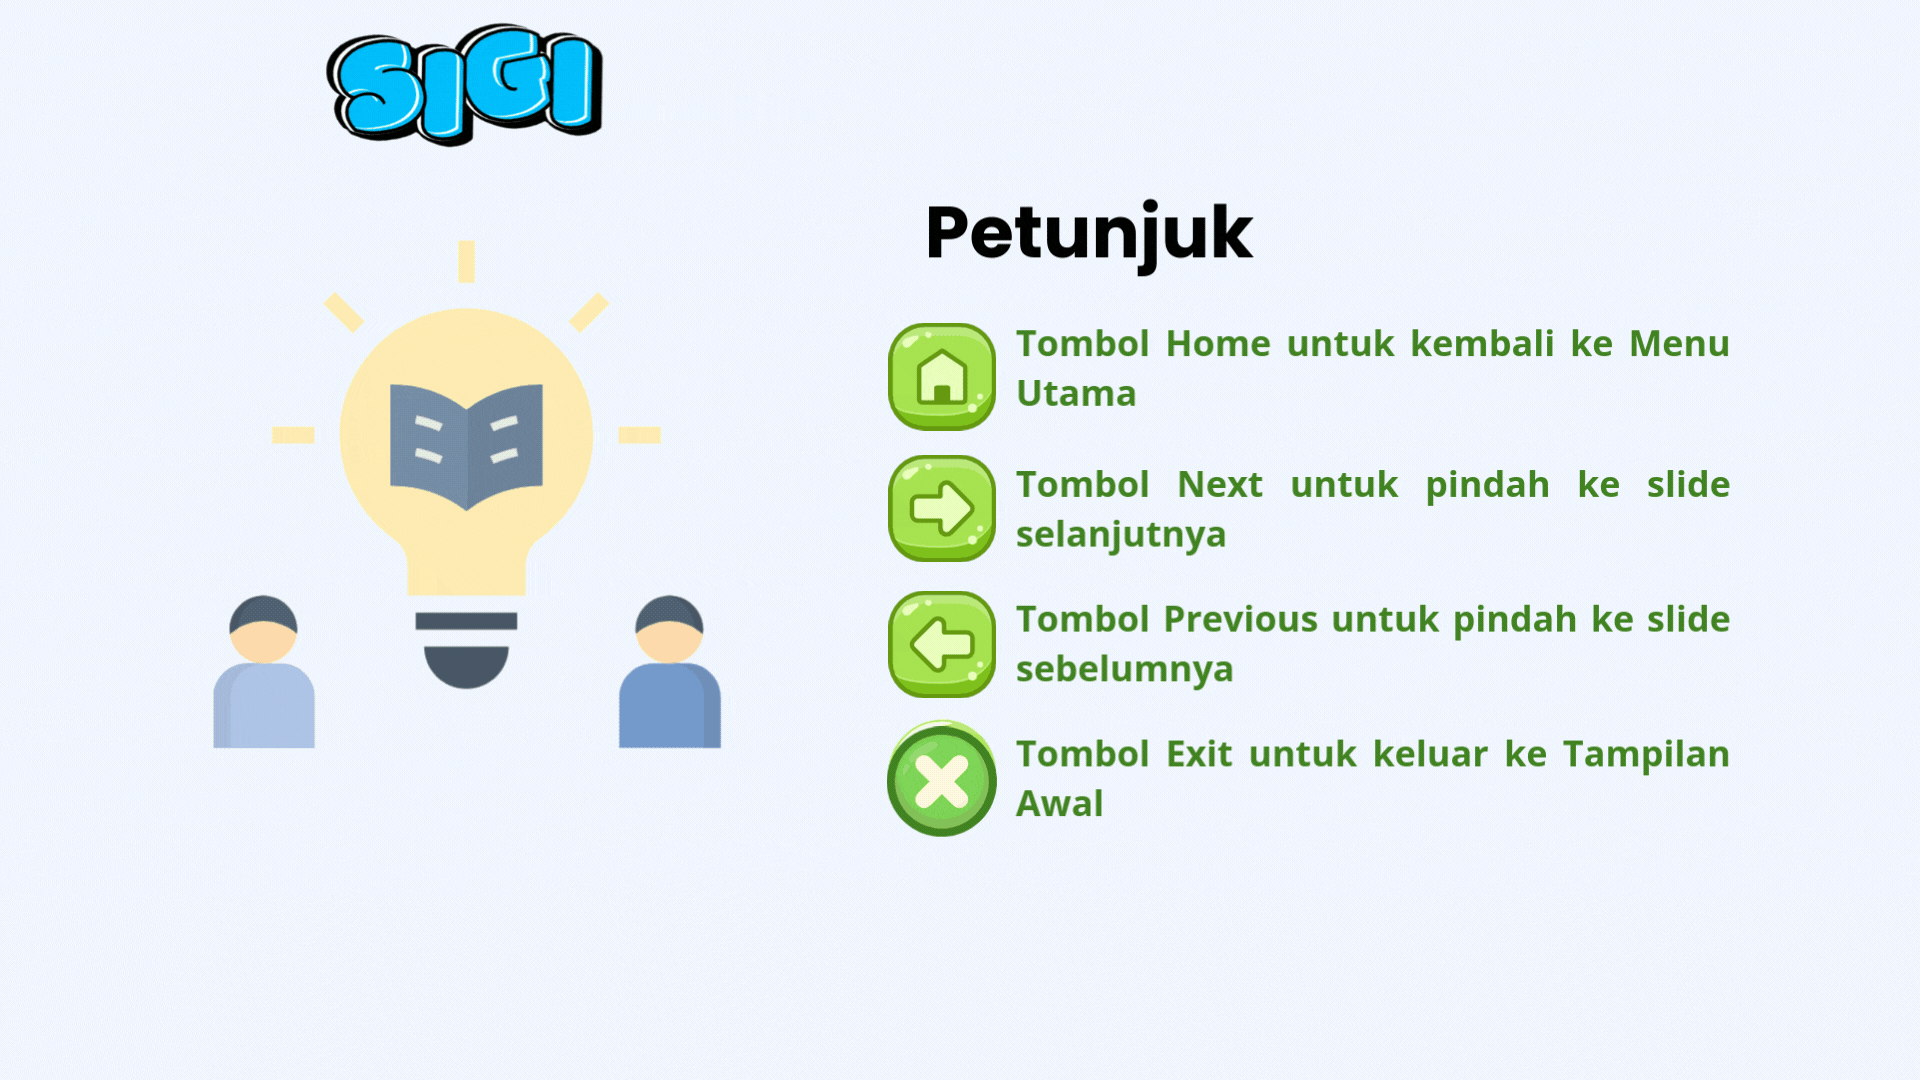 SIGI
Petunjuk
Tombol Home untuk kembali ke Menu
Utama
Tombol Next untuk pindah ke slide
selanjutnya
Tombol Previous untuk pindah ke slide
sebelumnya
Tombol Exit untuk keluar ke Tampilan
Awal